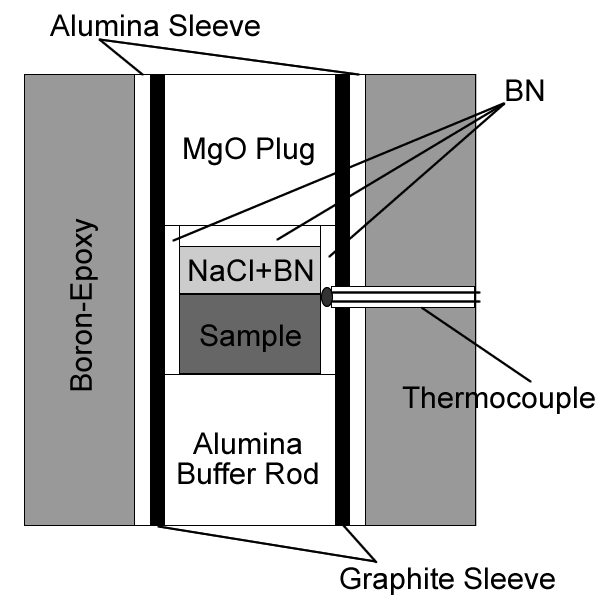 Alumina Sleeve
BN
MgO Plug
Boron-Epoxy
NaCl+BN
Sample
Thermocouple
Alumina
Buffer Rod
Graphite Sleeve